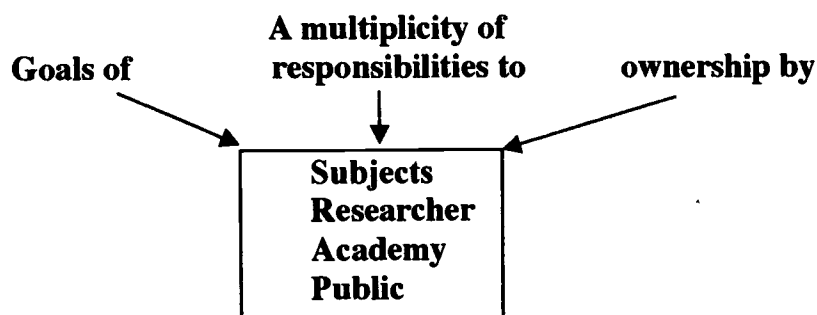 A multiplicity of
Goals of responsibilities to ownership by
Subjects
Researcher
Academy
Public